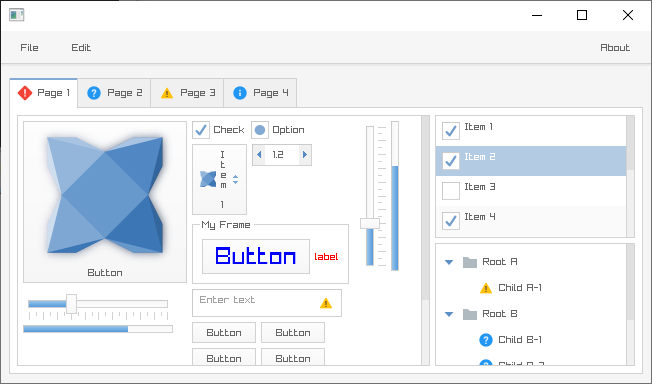 File Edit About
Page 1 Page 2 Page 3 Page 4
Check Option
Item 1
1.2
Button
My Frame
Button label
Enter text
Button Button
Button Button
Item 1
Item 2
Item 3
Item 4
Root A
Child A-1
Root B
Child B-1